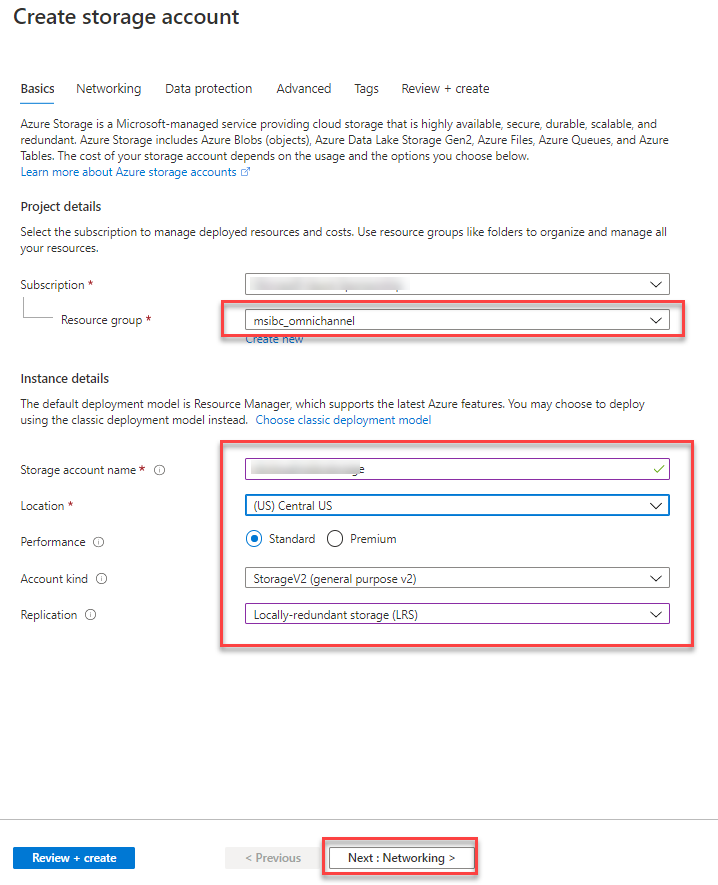 Create storage account
Basics Networking Data protection Advanced Tags Review + create
Azure Storage is a Microsoft-managed service providing cloud storage that is highly available, secure, durable, scalable, and
redundant. Azure Storage includes Azure Blobs (objects), Azure Data Lake Storage Gen2, Azure Files, Azure Queues, and Azure
Tables. The cost of your storage account depends on the usage and the options you choose below.
Learn more about Azure storage accounts
Project details
Select the subscription to manage deployed resources and costs. Use resource groups like folders to organize and manage all
your resources.
Subscription *
Resource group * msibc_omnichannel
Create new
Instance details
The default deployment model is Resource Manager, which supports the latest Azure features. You may choose to deploy
using the classic deployment model instead. Choose classic deployment model
Storage account name *
Location * (US) Central US
Performance Standard Premium
Account kind StorageV2 (general purpose v2)
Replication Locally-redundant storage (LRS)
Review + create < Previous Next : Networking >